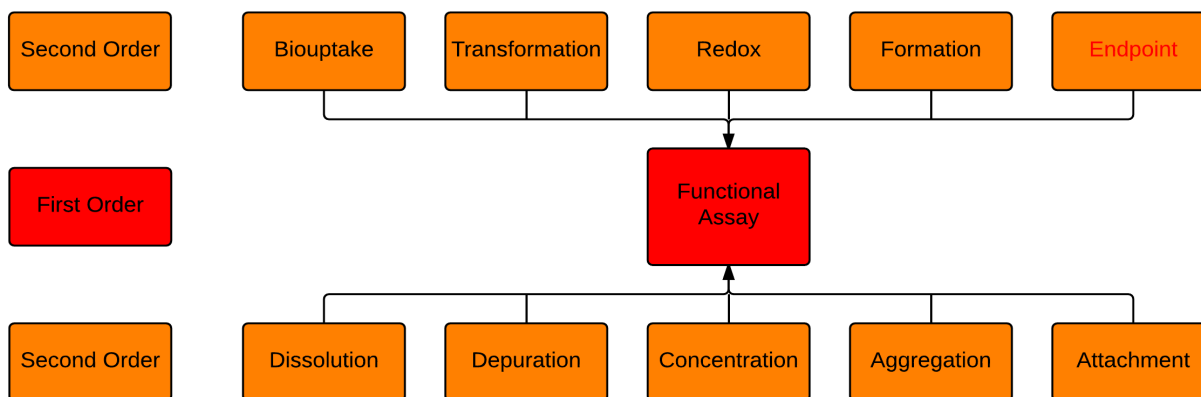 Second Order
Biouptake
Transformation
Redox
Formation
Endpoint
First Order
Functional
Assay
Second Order
Dissolution
Depuration
Concentration
Aggregation
Attachment